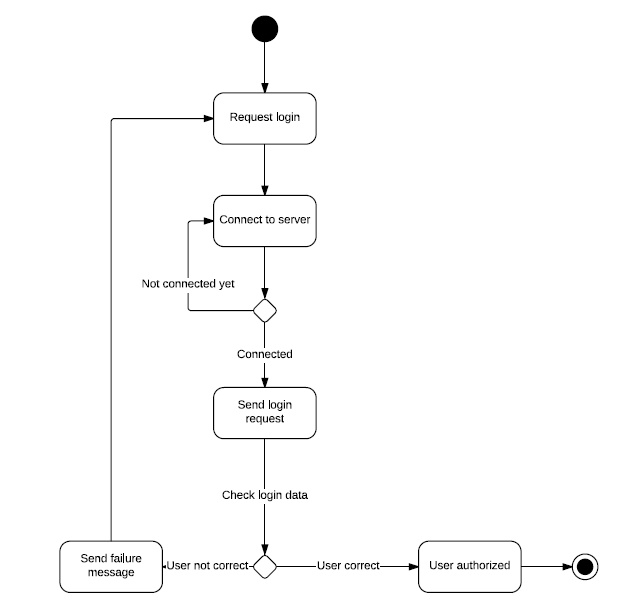 Request login
Connect to server
Not connected yet
Connected
Send login
request
Check login data
Send failure
message
User not correct
User correct
User authorized